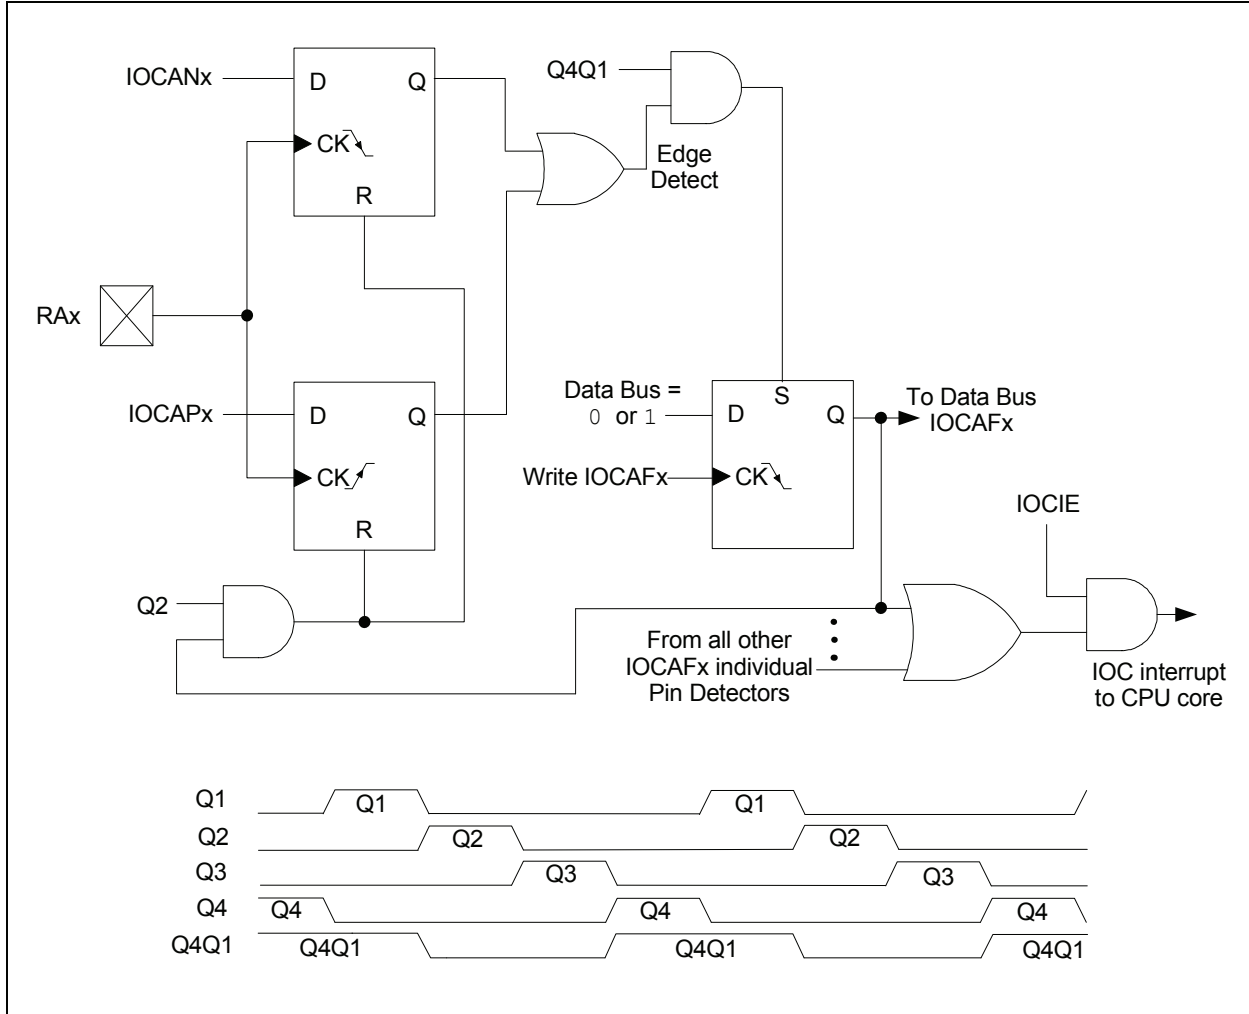 IOCANx
D
Q
CK
R
Q4Q1
Edge
Detect
RAx
IOCAPx
D
Q
CK
R
Data Bus =
0 or 1
S
D
Q
To Data Bus
IOCAFx
Write IOCAFx
CK
IOCIE
Q2
From all other
IOCAFx individual
Pin Detectors
IOC interrupt
to CPU core
Q1 Q1 Q1
Q2 Q2 Q2
Q3 Q3 Q3
Q4 Q4 Q4 Q4
Q4Q1 Q4Q1 Q4Q1 Q4Q1